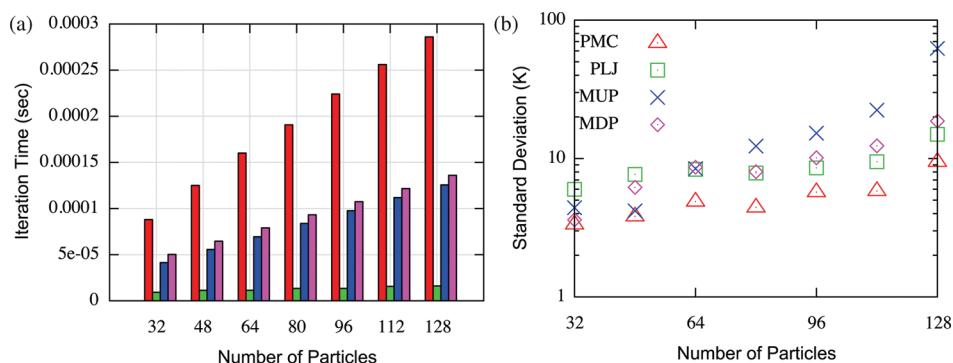 (a)
Iteration Time (sec)
0.0003
0.00025
0.0002
0.00015
0.0001
5e-05
0
32 48 64 80 96 112 128
Number of Particles
(b)
Standard Deviation (K)
100
10
1
PMC
PLJ
MUP
MDP
32 64 96 128
Number of Particles